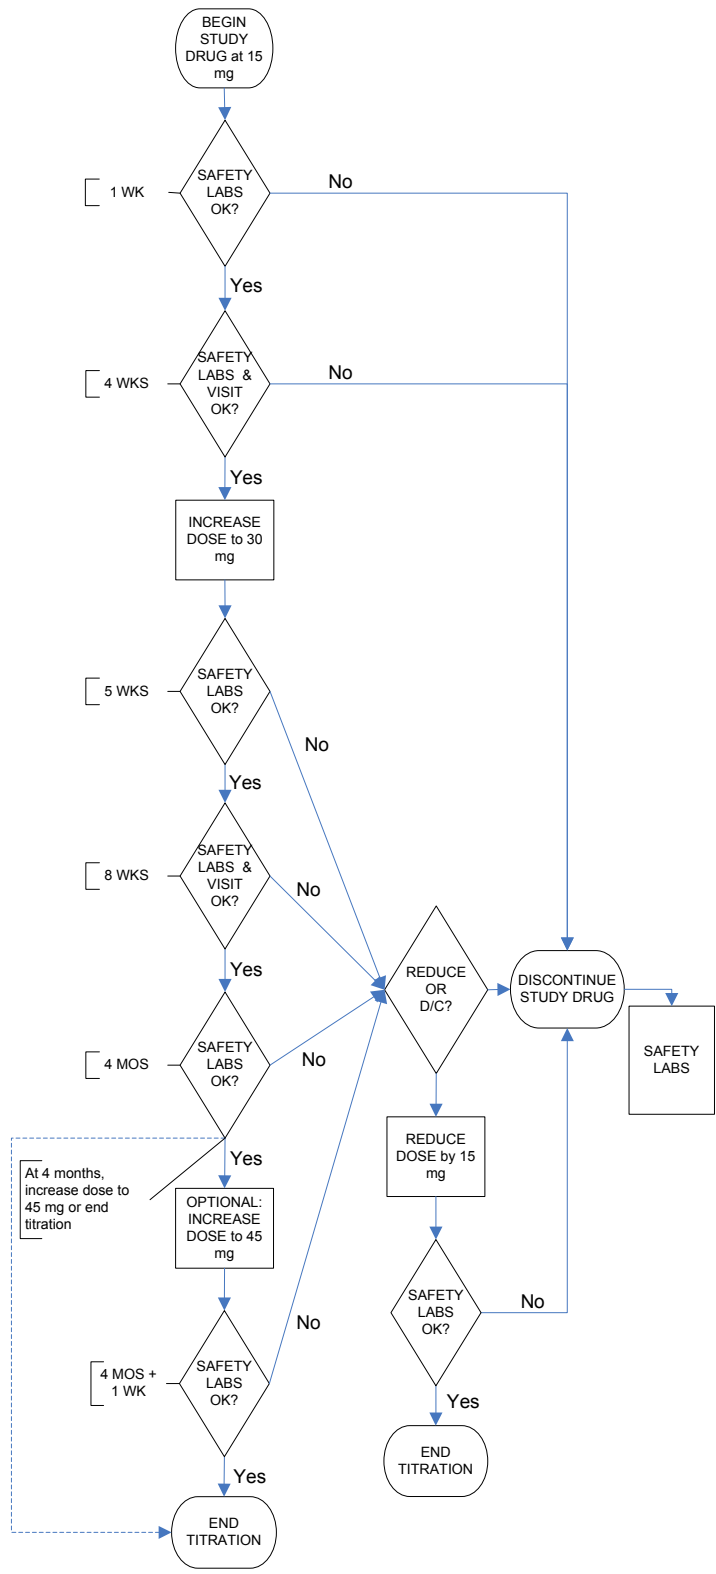 BEGIN
STUDY
DRUG at 15
mg
1 WK
SAFETY
LABS
OK?
No
Yes
4 WKS
SAFETY
LABS &
VISIT
OK?
No
Yes
INCREASE
DOSE to 30
mg
5 WKS
SAFETY
LABS
OK?
No
Yes
8 WKS
SAFETY
LABS &
VISIT
OK?
No
Yes
REDUCE
OR
D/C?
DISCONTINUE
STUDY DRUG
SAFETY
LABS
4 MOS
SAFETY
LABS
OK?
No
Yes
At 4 months,
increase dose to
45 mg or end
titration
OPTIONAL:
INCREASE
DOSE to 45
mg
REDUCE
DOSE by 15
mg
SAFETY
LABS
OK?
No
Yes
END
TITRATION
4 MOS +
1 WK
SAFETY
LABS
OK?
No
Yes
END
TITRATION